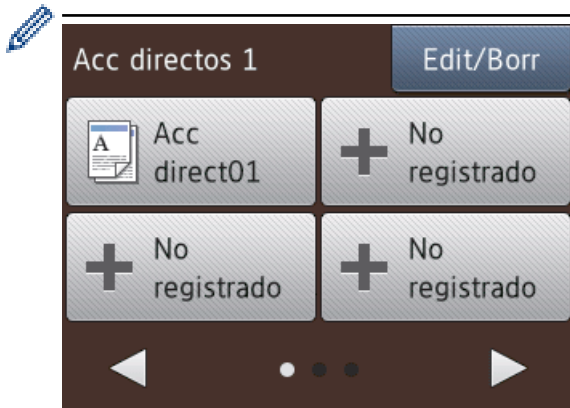 Acc directos 1
Edit/Borr
A
Acc
direct01
No
registrado
No
registrado
No
registrado